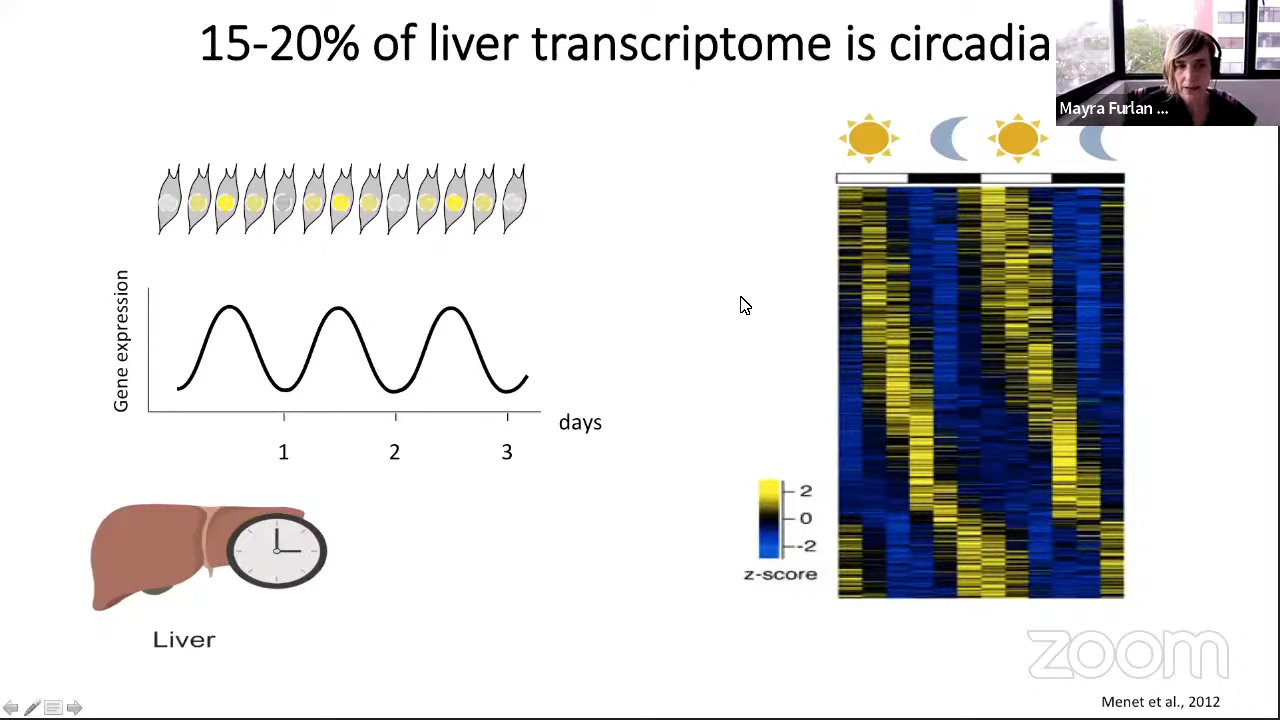 15-20% of liver transcriptome is circadia
Mayra Furlan ...
Gene expression
days
1 2 3
2
0
-2
z-score
Liver
zoom
Menet et al., 2012